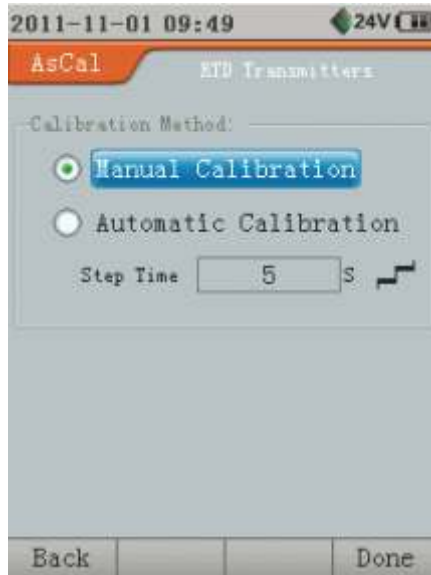 2011-11-01 09:49 24V
AsCal RTD Transmitters
Calibration Method:
Manual Calibration
Automatic Calibration
Step Time 5 S
Back Done